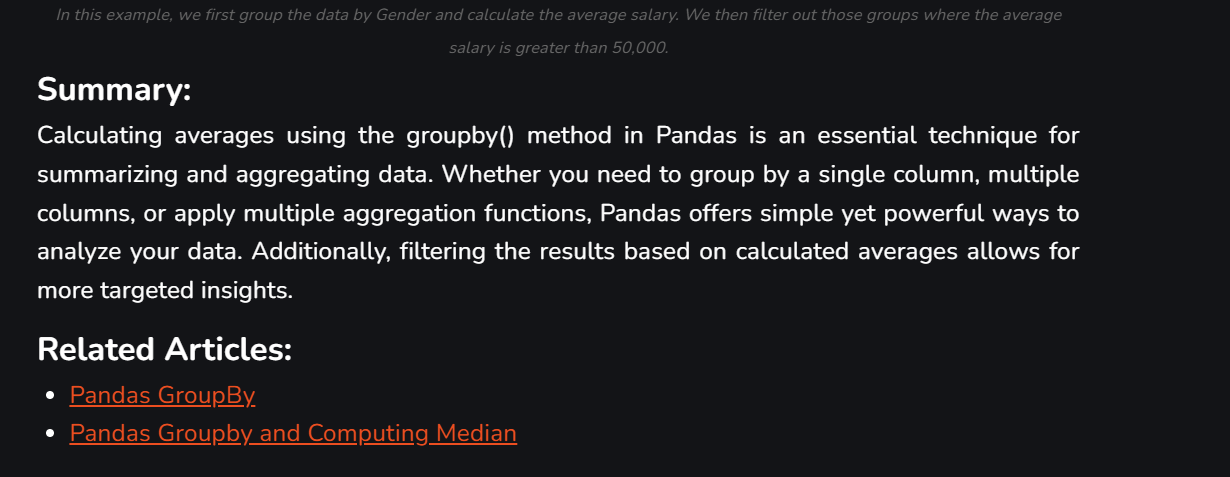 In this example, we first group the data by Gender and calculate the average salary. We then filter out those groups where the average
salary is greater than 50,000.
Summary:
Calculating averages using the groupby() method in Pandas is an essential technique for
summarizing and aggregating data. Whether you need to group by a single column, multiple
columns, or apply multiple aggregation functions, Pandas offers simple yet powerful ways to
analyze your data. Additionally, filtering the results based on calculated averages allows for
more targeted insights.
Related Articles:
Pandas GroupBy
Pandas Groupby and Computing Median